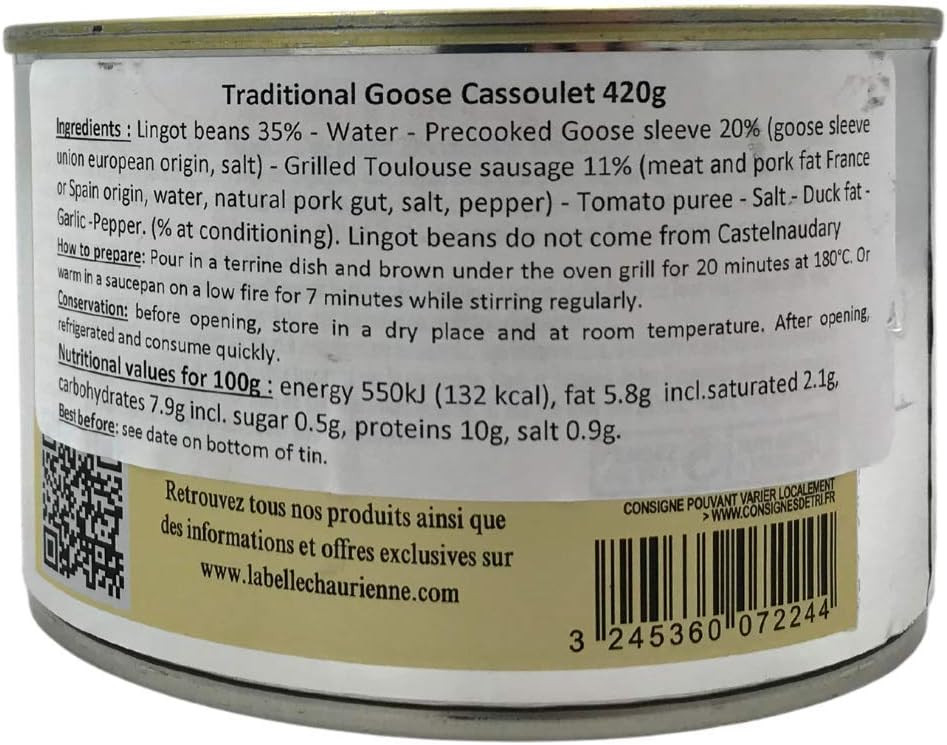 Traditional Goose Cassoulet 420g
Ingredients : Lingot beans 35% - Water - Precooked Goose sleeve 20% (goose sleeve
union european origin, salt) - Grilled Toulouse sausage 11% (meat and pork fat France
or Spain origin, water, natural pork gut, salt, pepper) - Tomato puree - Salt - Duck fat -
Garlic -Pepper. (% at conditioning). Lingot beans do not come from Castelnaudary
How to prepare: Pour in a terrine dish and brown under the oven grill for 20 minutes at 180°C. Or
warm in a saucepan on a low fire for 7 minutes while stirring regularly.
Conservation: before opening, store in a dry place and at room temperature. After opening,
refrigerated and consume quickly.
Nutritional values for 100g : energy 550kJ (132 kcal), fat 5.8g incl.saturated 2.1g,
carbohydrates 7.9g incl. sugar 0.5g, proteins 10g, salt 0.9g.
Best before: see date on bottom of tin.
Retrouvez tous nos produits ainsi que
des informations et offres exclusives sur
www.labellechaurienne.com
CONSIGNE POUVANT VARIER LOCALEMENT
> WWW.CONSIGNESDETRI.FR
3 245360 072244